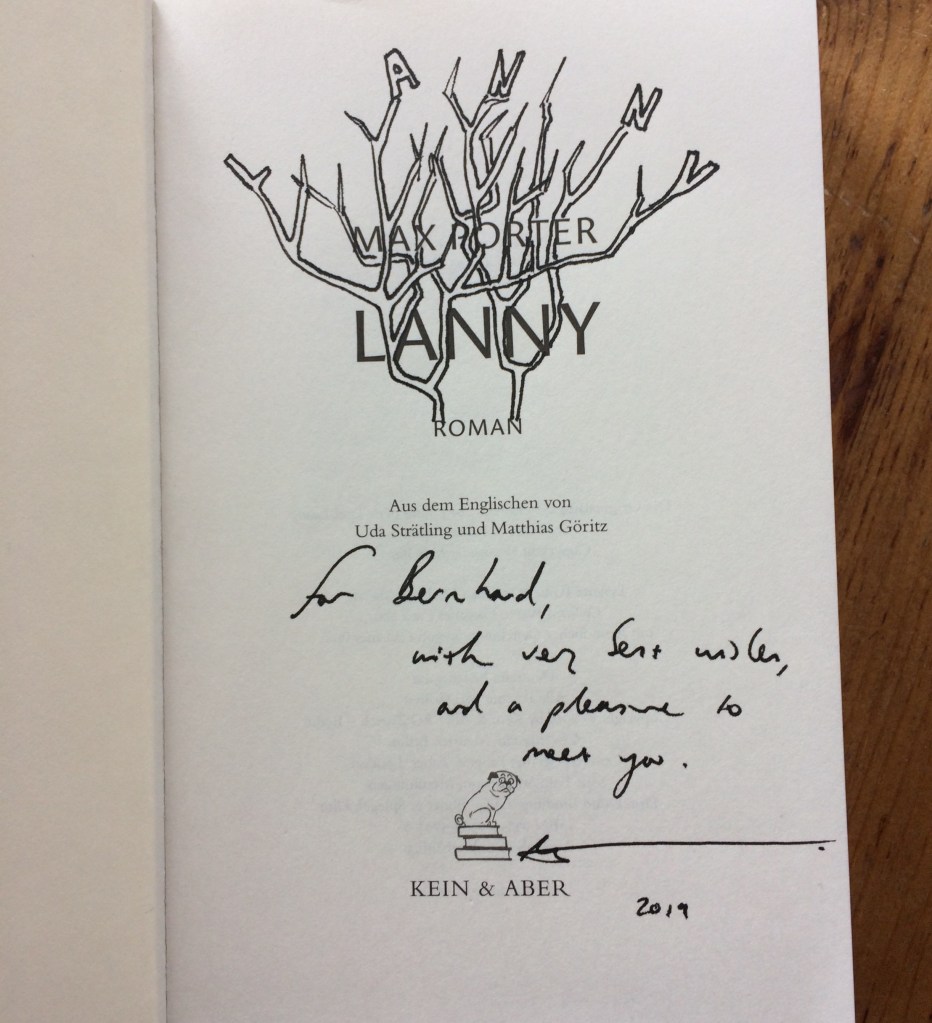 L A N N Y
MAX PORTER
LANNY
ROMAN
Aus dem Englischen von
Uda Strätling und Matthias Göritz
For Bernhard,
with very best wishes,
and a pleasure to
meet you.
KEIN & ABER
2019